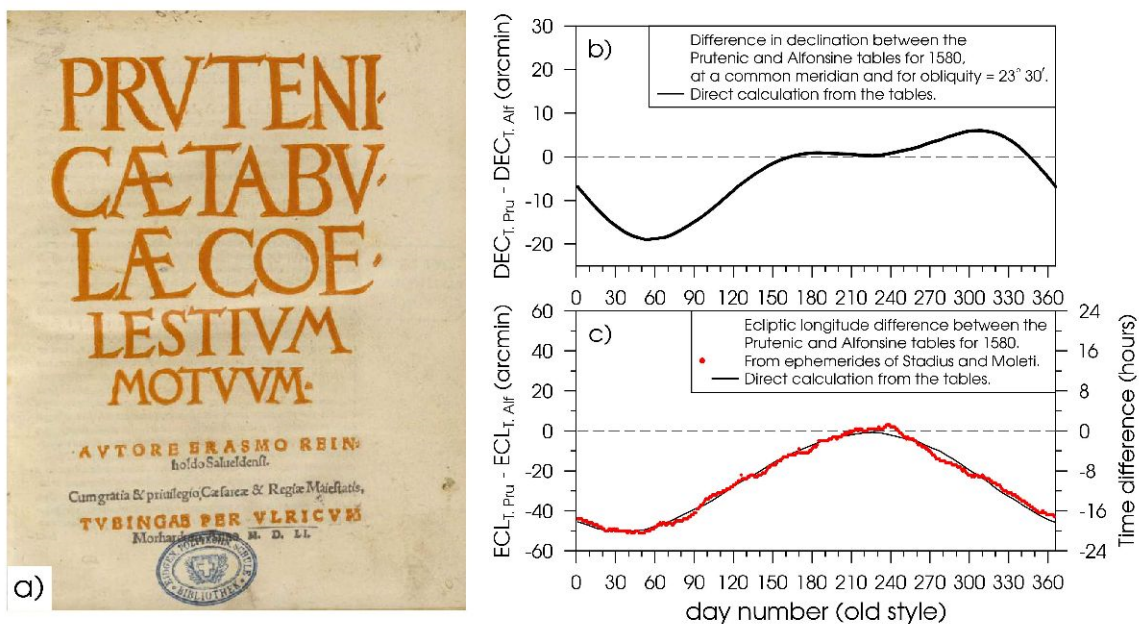 PRVTENI-
CÆ TABV-
LÆ COE-
LESTIVM
MOTVVM.
AVTORE ERASMO REIN-
holdo Salueldensi.
Cum gratia & priuilegio Cæsareæ & Regiæ Maiestatis,
TVBINGAE PER VLRICVM
Morhardum Anno M. D. LI.
BIBLIOTHEK
a)
b)
Difference in declination between the
Prutenic and Alfonsine tables for 1580,
at a common meridian and for obliquity = 23° 30'.
Direct calculation from the tables.
DEC T. Pru - DEC T. Alf (arcmin)
30
20
10
0
-10
-20
0 30 60 90 120 150 180 210 240 270 300 330 360
c)
Ecliptic longitude difference between the
Prutenic and Alfonsine tables for 1580.
From ephemerides of Stadius and Moleti.
Direct calculation from the tables.
ECL T. Pru - ECL T. Alf (arcmin)
60
40
20
0
-20
-40
-60
24
16
8
0
-8
-16
-24
Time difference (hours)
0 30 60 90 120 150 180 210 240 270 300 330 360
day number (old style)